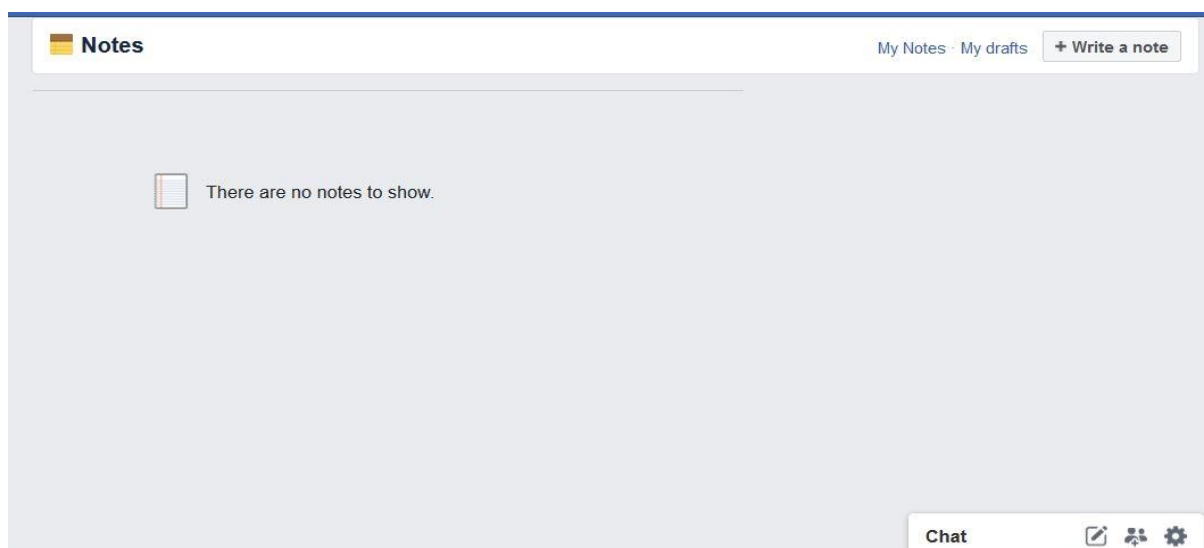 Notes
My Notes · My drafts + Write a note
There are no notes to show.
Chat